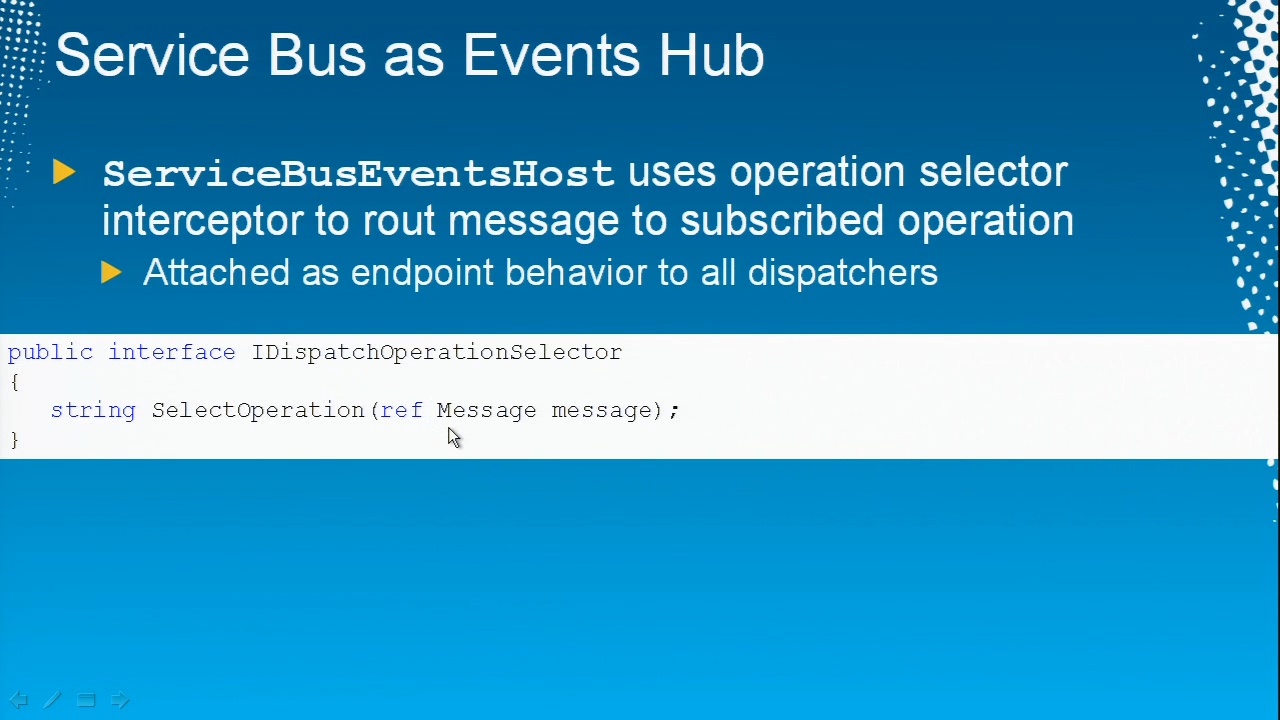 Service Bus as Events Hub
ServiceBusEventsHost uses operation selector
interceptor to rout message to subscribed operation
Attached as endpoint behavior to all dispatchers
public interface IDispatchOperationSelector
{
string SelectOperation(ref Message message);
}